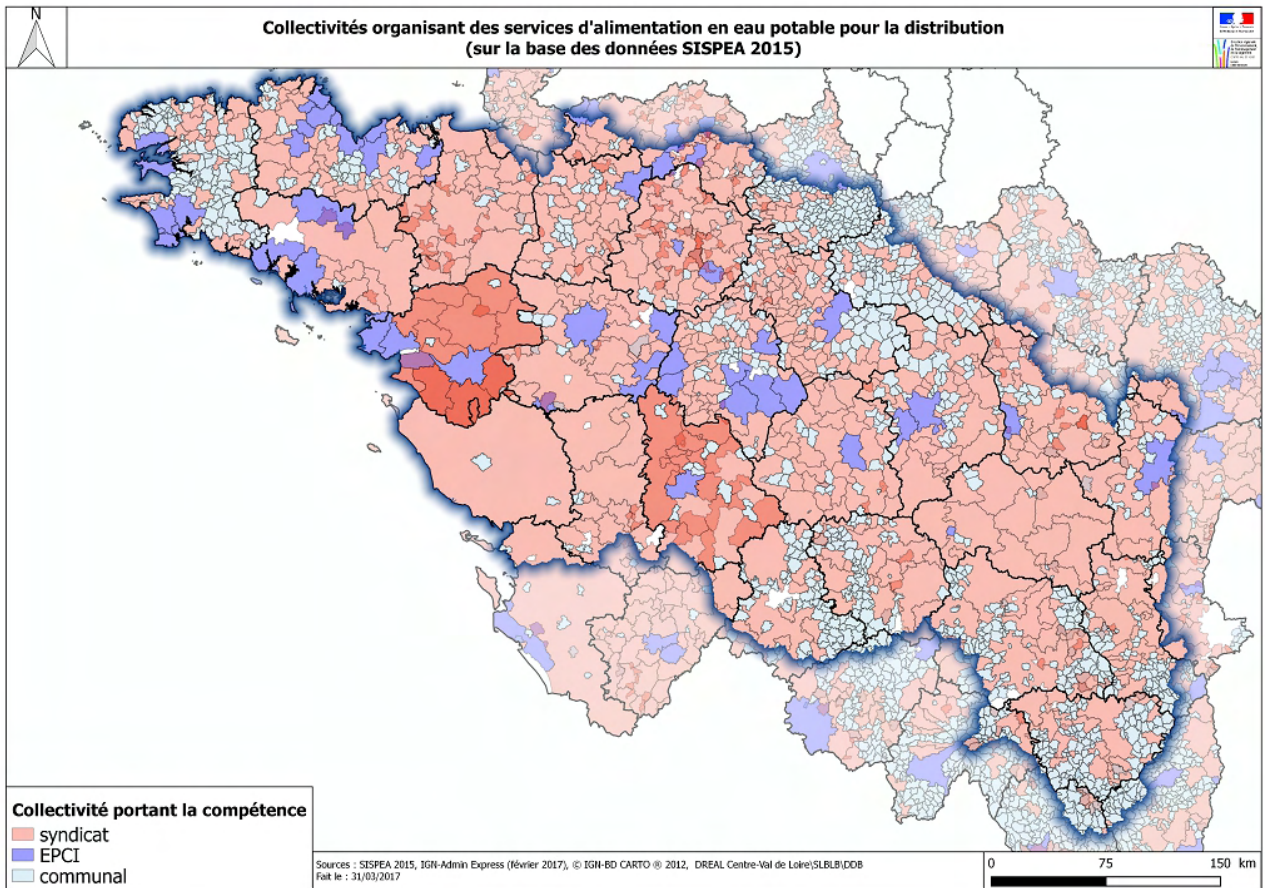 N
Collectivités organisant des services d'alimentation en eau potable pour la distribution
(sur la base des données SISPEA 2015)
Collectivité portant la compétence
syndicat
EPCI
communal
Sources : SISPEA 2015, IGN-Admin Express (février 2017), © IGN-BD CARTO ® 2012, DREAL Centre-Val de Loire\SLBLB\DDB
Fait le : 31/03/2017
0 75 150 km